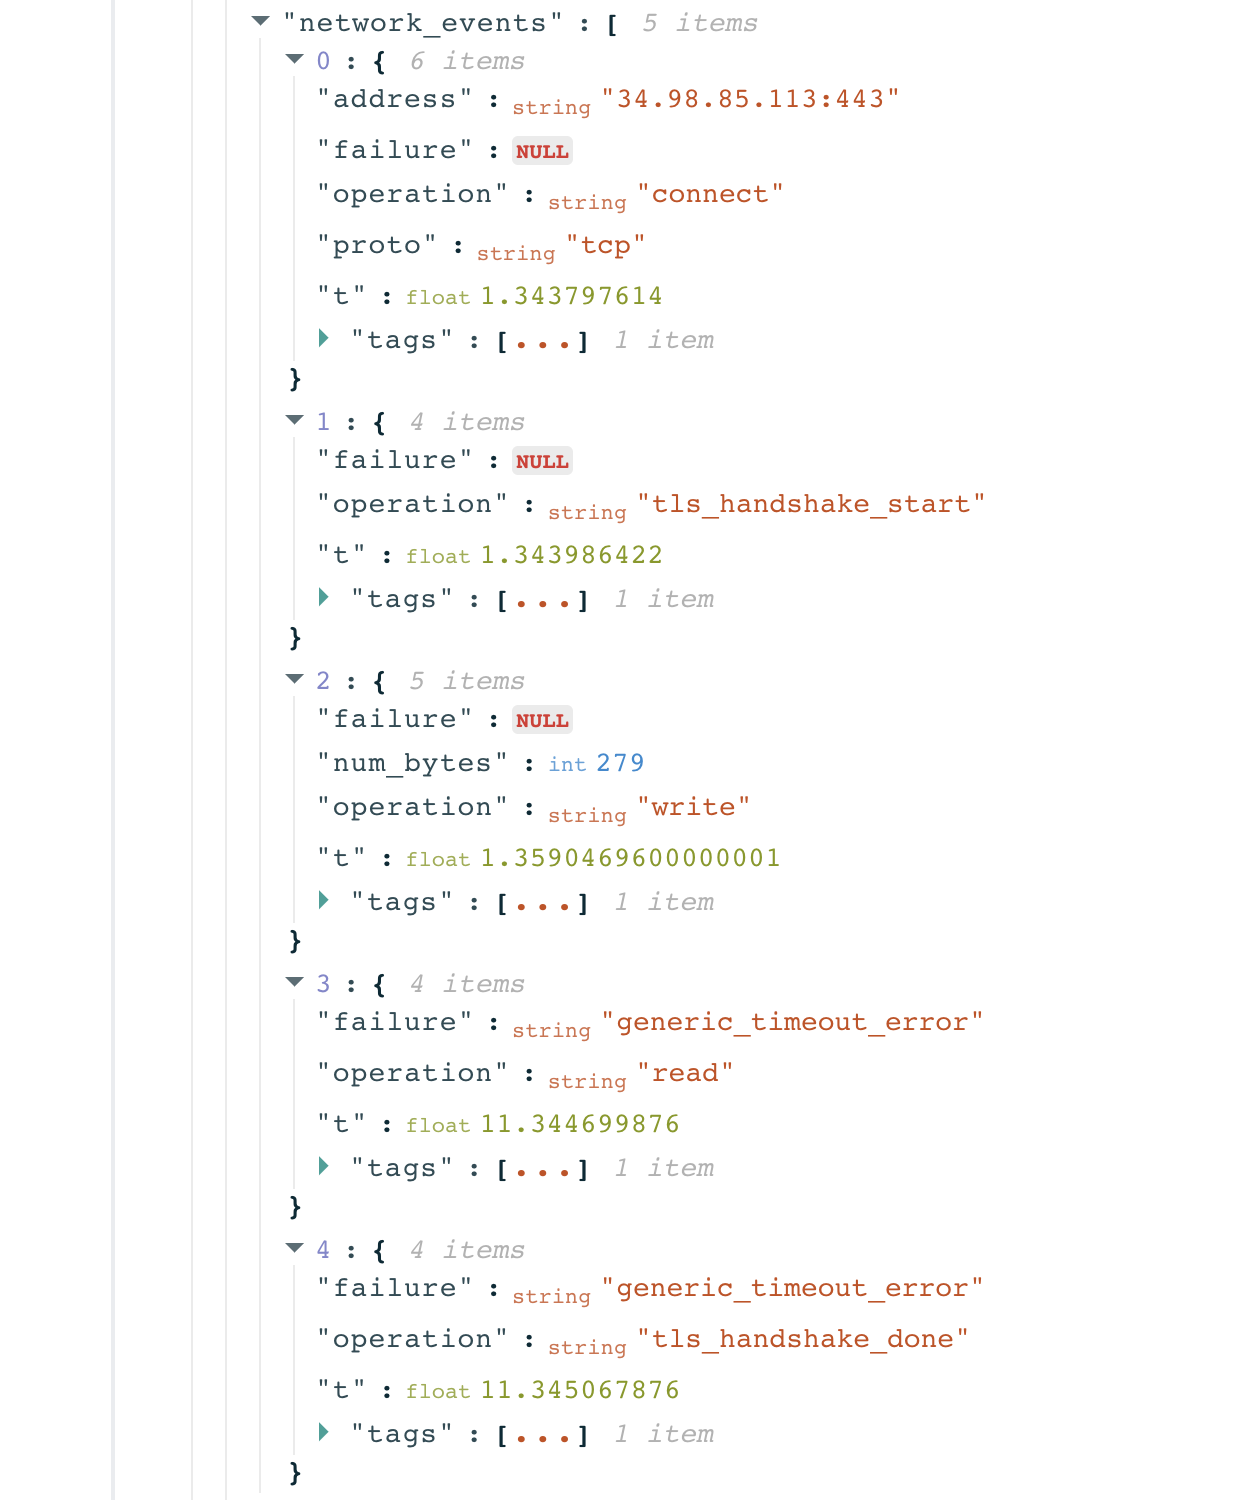 "network_events" : [ 5 items
0 : { 6 items
"address" : string "34.98.85.113:443"
"failure" : NULL
"operation" : string "connect"
"proto" : string "tcp"
"t" : float 1.343797614
"tags" : [...] 1 item
}
1 : { 4 items
"failure" : NULL
"operation" : string "tls_handshake_start"
"t" : float 1.343986422
"tags" : [...] 1 item
}
2 : { 5 items
"failure" : NULL
"num_bytes" : int 279
"operation" : string "write"
"t" : float 1.3590469600000001
"tags" : [...] 1 item
}
3 : { 4 items
"failure" : string "generic_timeout_error"
"operation" : string "read"
"t" : float 11.344699876
"tags" : [...] 1 item
}
4 : { 4 items
"failure" : string "generic_timeout_error"
"operation" : string "tls_handshake_done"
"t" : float 11.345067876
"tags" : [...] 1 item
}